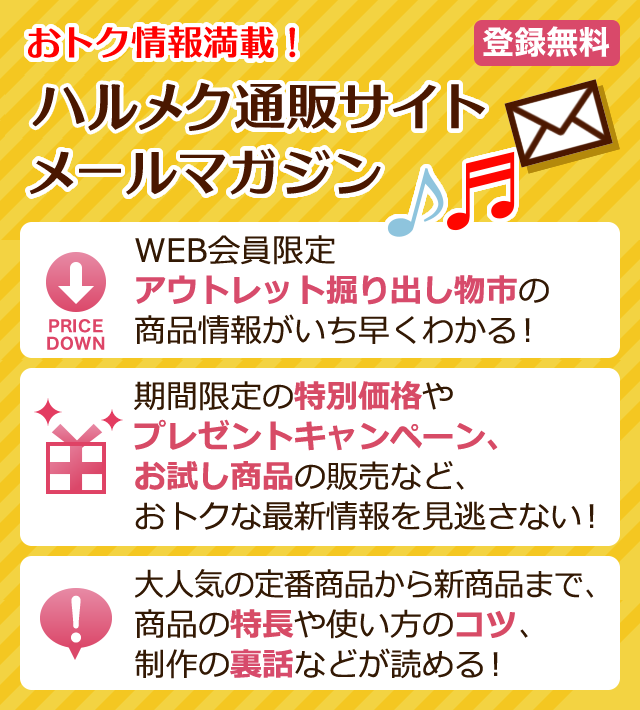 おトク情報満載！
登録無料
ハルメク通販サイト
メールマガジン
PRICE
DOWN
WEB会員限定
アウトレット掘り出し物市の
商品情報がいち早くわかる！
期間限定の特別価格や
プレゼントキャンペーン、
お試し商品の販売など、
おトクな最新情報を見逃さない！
大人気の定番商品から新商品まで、
商品の特長や使い方のコツ、
制作の裏話などが読める！